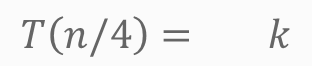 T(n/4) = k